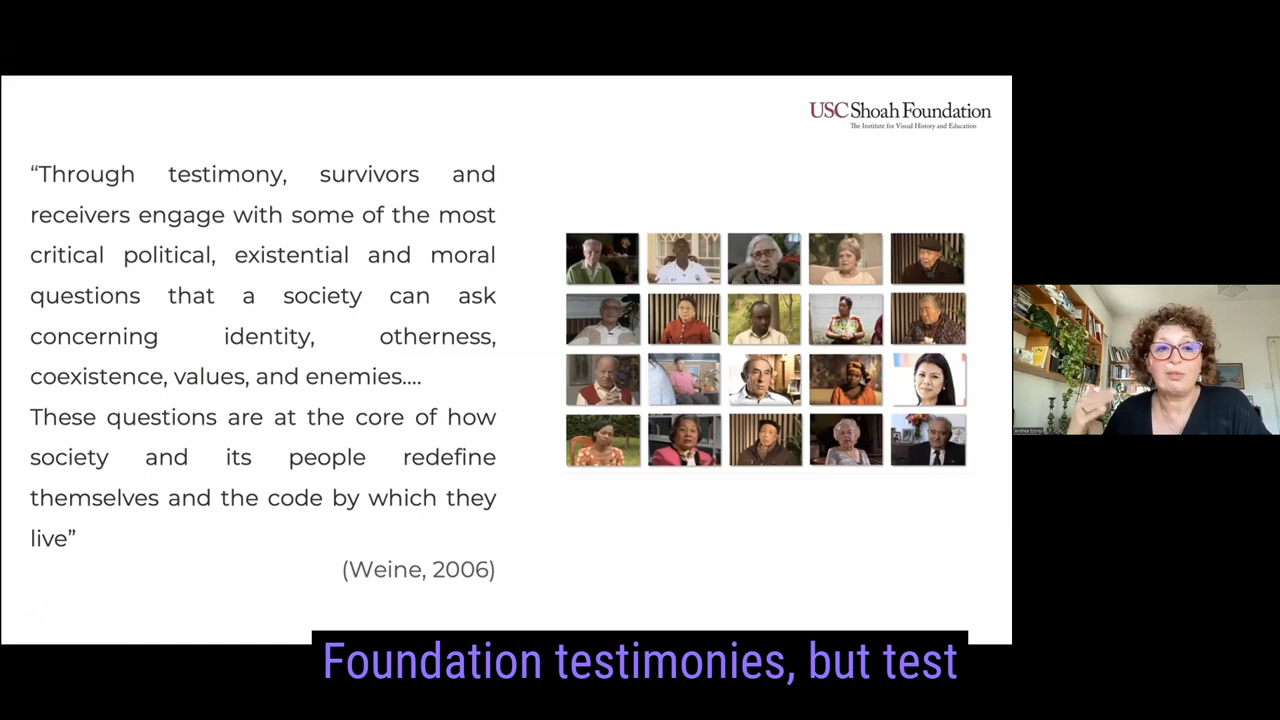 USC Shoah Foundation
The Institute for Visual History and Education
“Through testimony, survivors and
receivers engage with some of the most
critical political, existential and moral
questions that a society can ask
concerning identity, otherness,
coexistence, values, and enemies....
These questions are at the core of how
society and its people redefine
themselves and the code by which they
live”
(Weine, 2006)
Foundation testimonies, but test